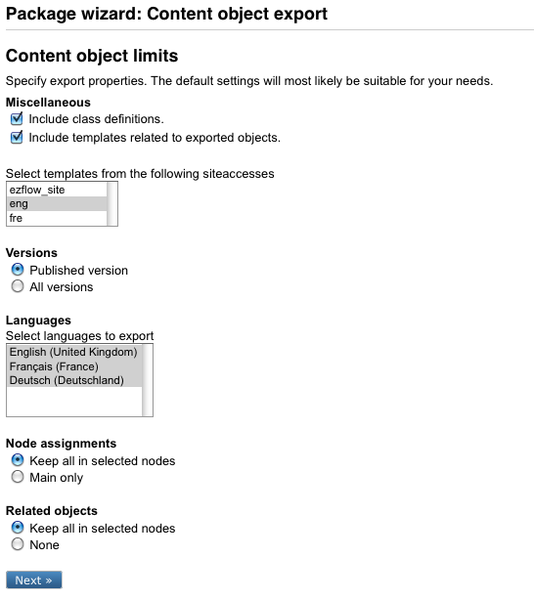 Package wizard: Content object export
Content object limits
Specify export properties. The default settings will most likely be suitable for your needs.
Miscellaneous
Include class definitions.
Include templates related to exported objects.
Select templates from the following siteaccesses
ezflow_site
eng
fre
Versions
Published version
All versions
Languages
Select languages to export
English (United Kingdom)
Français (France)
Deutsch (Deutschland)
Node assignments
Keep all in selected nodes
Main only
Related objects
Keep all in selected nodes
None
Next »